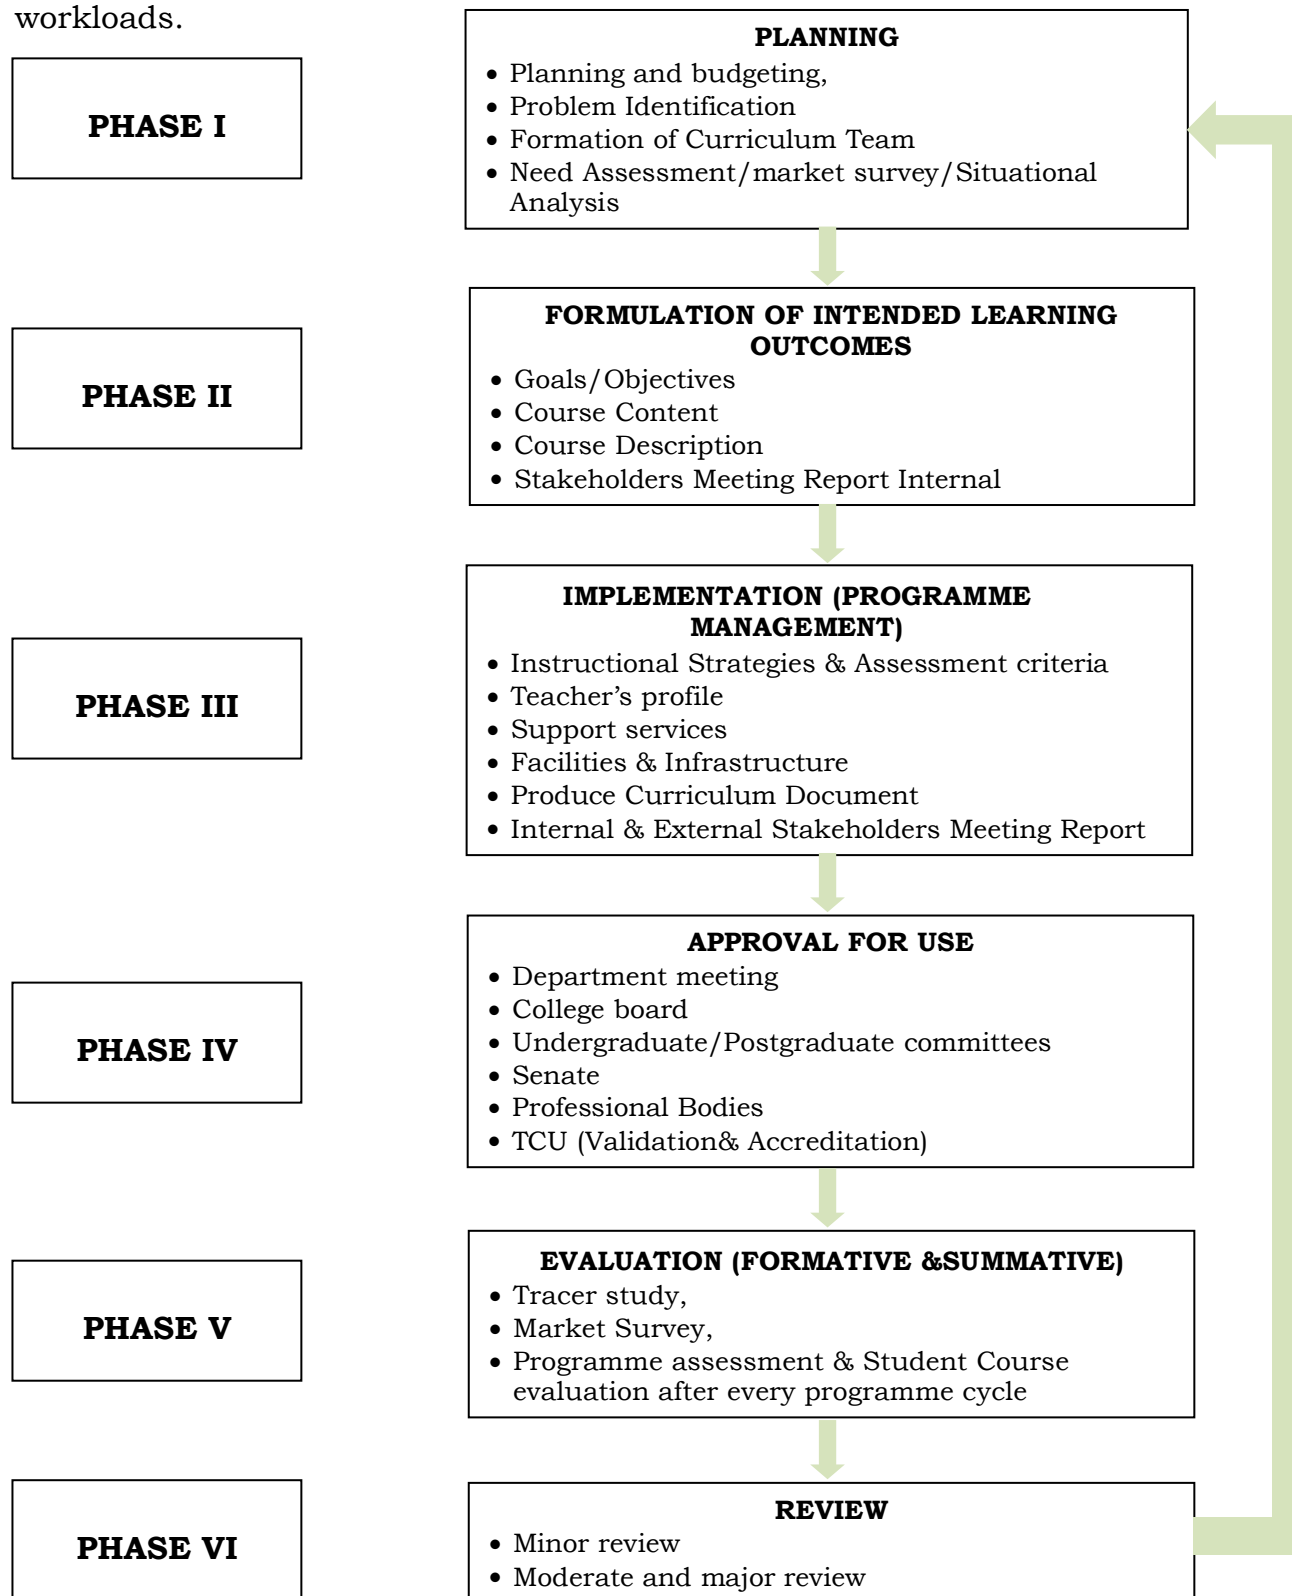 workloads.
PHASE I
PLANNING
• Planning and budgeting,
• Problem Identification
• Formation of Curriculum Team
• Need Assessment/market survey/Situational
Analysis
PHASE II
FORMULATION OF INTENDED LEARNING
OUTCOMES
• Goals/Objectives
• Course Content
• Course Description
• Stakeholders Meeting Report Internal
PHASE III
IMPLEMENTATION (PROGRAMME
MANAGEMENT)
• Instructional Strategies & Assessment criteria
• Teacher’s profile
• Support services
• Facilities & Infrastructure
• Produce Curriculum Document
• Internal & External Stakeholders Meeting Report
PHASE IV
APPROVAL FOR USE
• Department meeting
• College board
• Undergraduate/Postgraduate committees
• Senate
• Professional Bodies
• TCU (Validation& Accreditation)
PHASE V
EVALUATION (FORMATIVE &SUMMATIVE)
• Tracer study,
• Market Survey,
• Programme assessment & Student Course
evaluation after every programme cycle
PHASE VI
REVIEW
• Minor review
• Moderate and major review